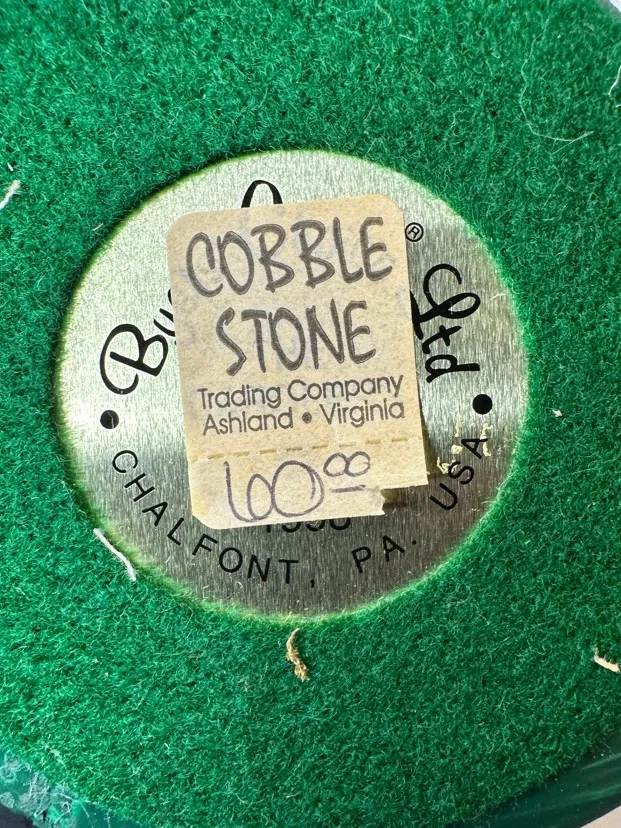 COBBLE
STONE
Trading Company
Ashland • Virginia
60.00
®
Ltd
CHALFONT, PA. USA